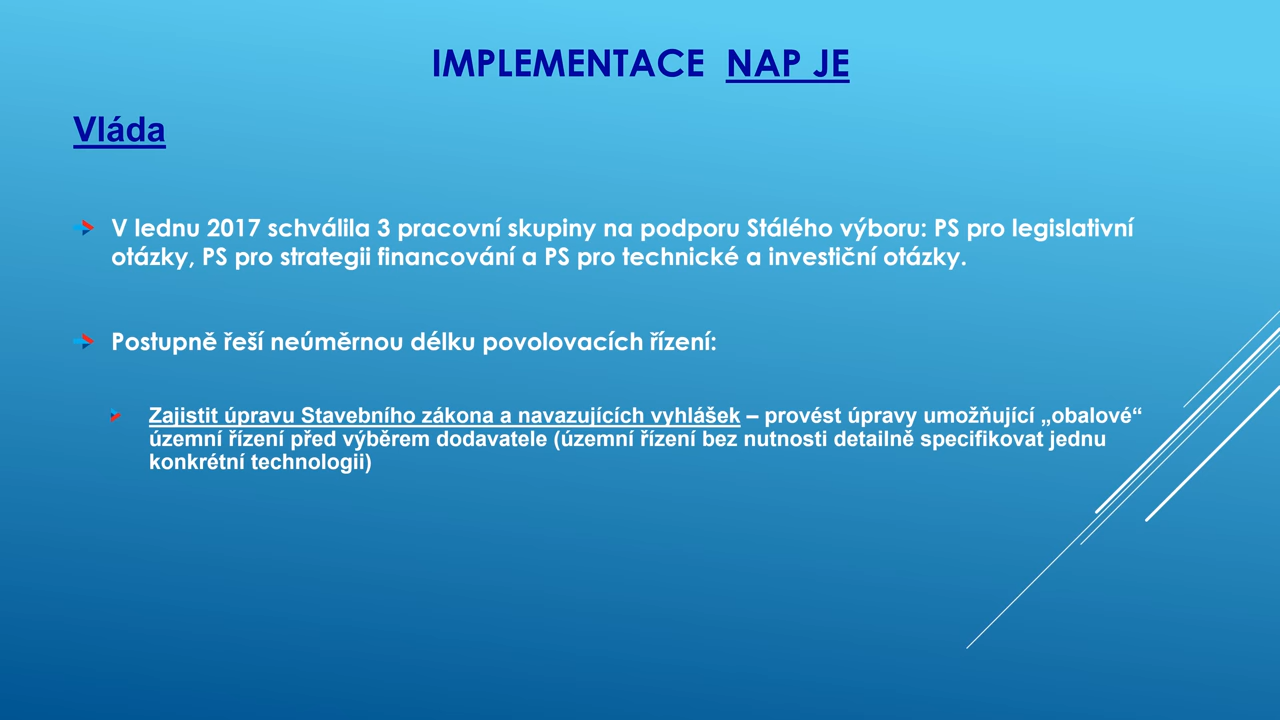 IMPLEMENTACE NAP JE
Vláda
V lednu 2017 schválila 3 pracovní skupiny na podporu Stálého výboru: PS pro legislativní
otázky, PS pro strategii financování a PS pro technické a investiční otázky.
Postupně řeší neúměrnou délku povolovacích řízení:
Zajistit úpravu Stavebního zákona a navazujících vyhlášek – provést úpravy umožňující „obalové“
územní řízení před výběrem dodavatele (územní řízení bez nutnosti detailně specifikovat jednu
konkrétní technologii)